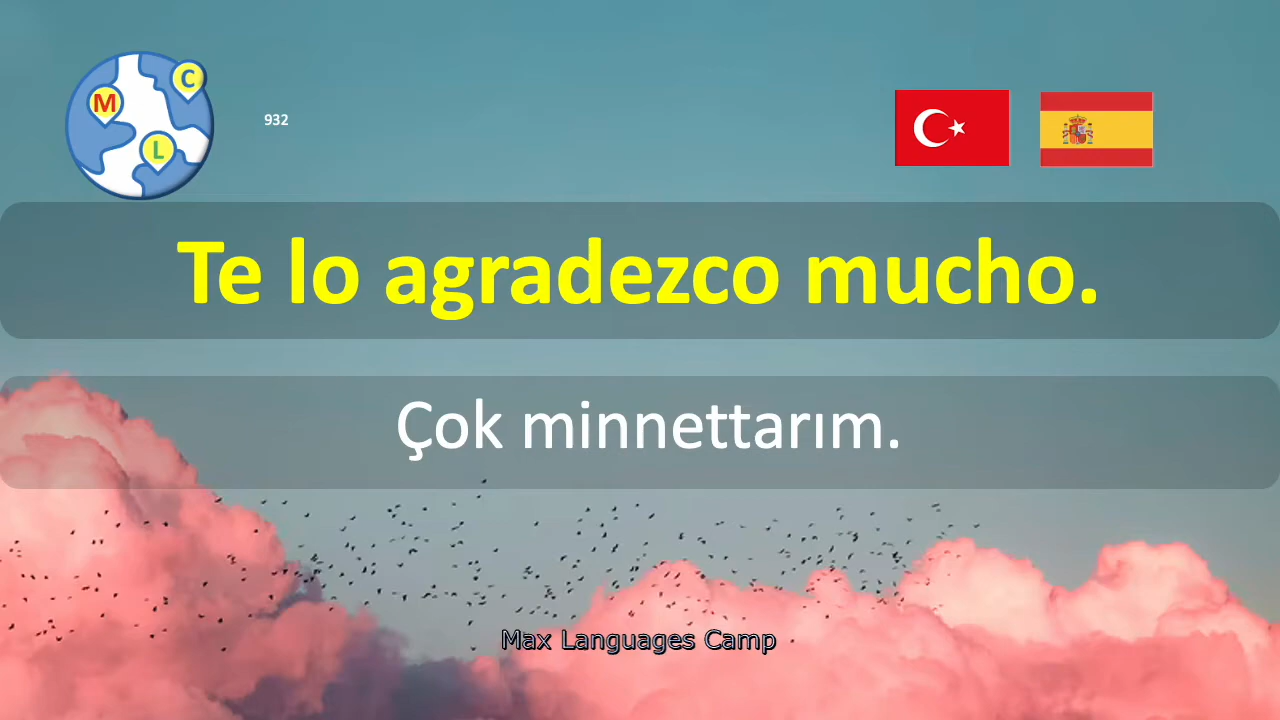 C
M
L
932
Te lo agradezco mucho.
Çok minnettarım.
Max Languages Camp